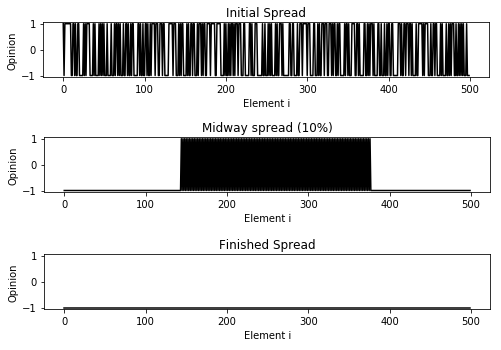 Initial Spread
1
0
−1
Opinion
0 100 200 300 400 500
Element i
Midway spread (10%)
1
0
−1
Opinion
0 100 200 300 400 500
Element i
Finished Spread
1
0
−1
Opinion
0 100 200 300 400 500
Element i